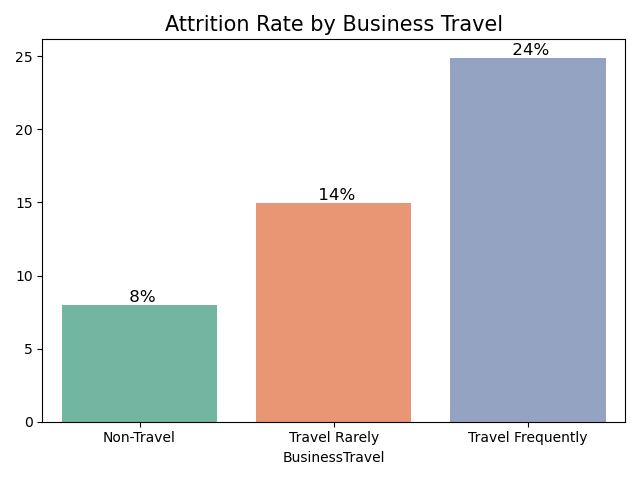 Attrition Rate by Business Travel
25
20
15
10
5
0
8%
14%
24%
Non-Travel
Travel Rarely
Travel Frequently
BusinessTravel